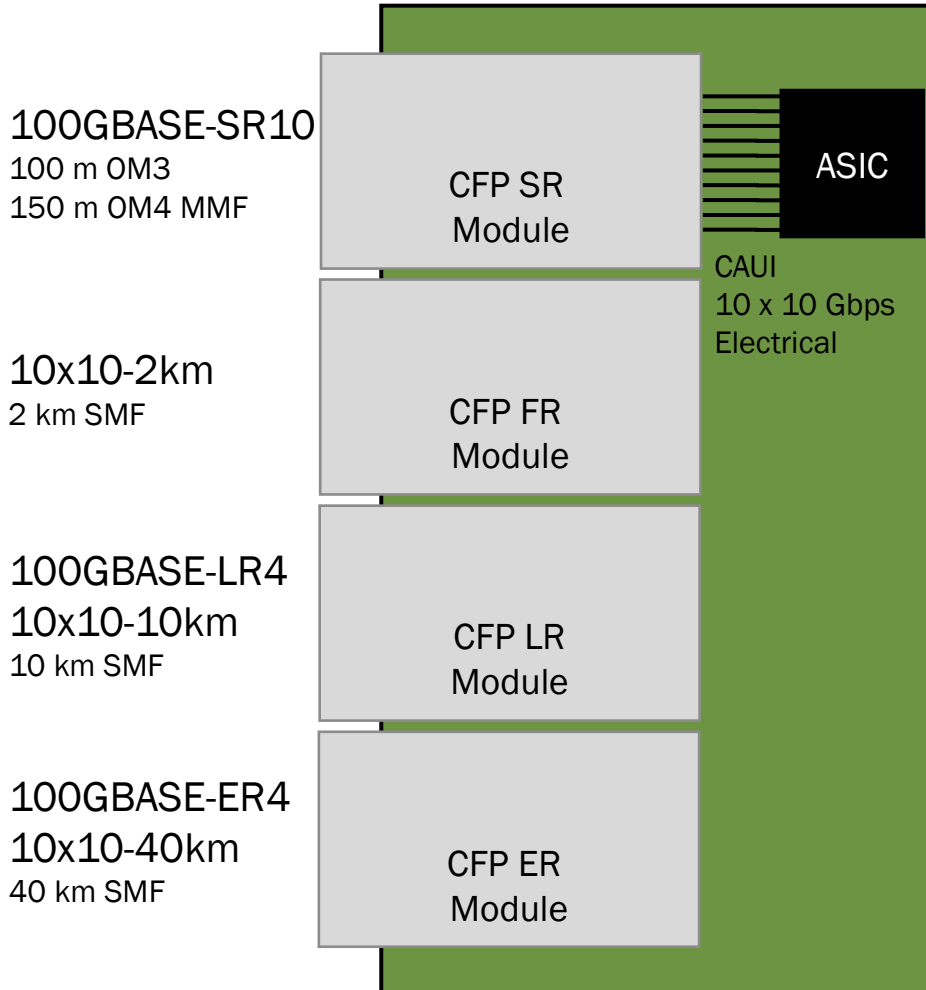 100GBASE-SR10
100 m OM3
150 m OM4 MMF
CFP SR
Module
ASIC
CAUI
10 x 10 Gbps
Electrical
10x10-2km
2 km SMF
CFP FR
Module
100GBASE-LR4
10x10-10km
10 km SMF
CFP LR
Module
100GBASE-ER4
10x10-40km
40 km SMF
CFP ER
Module